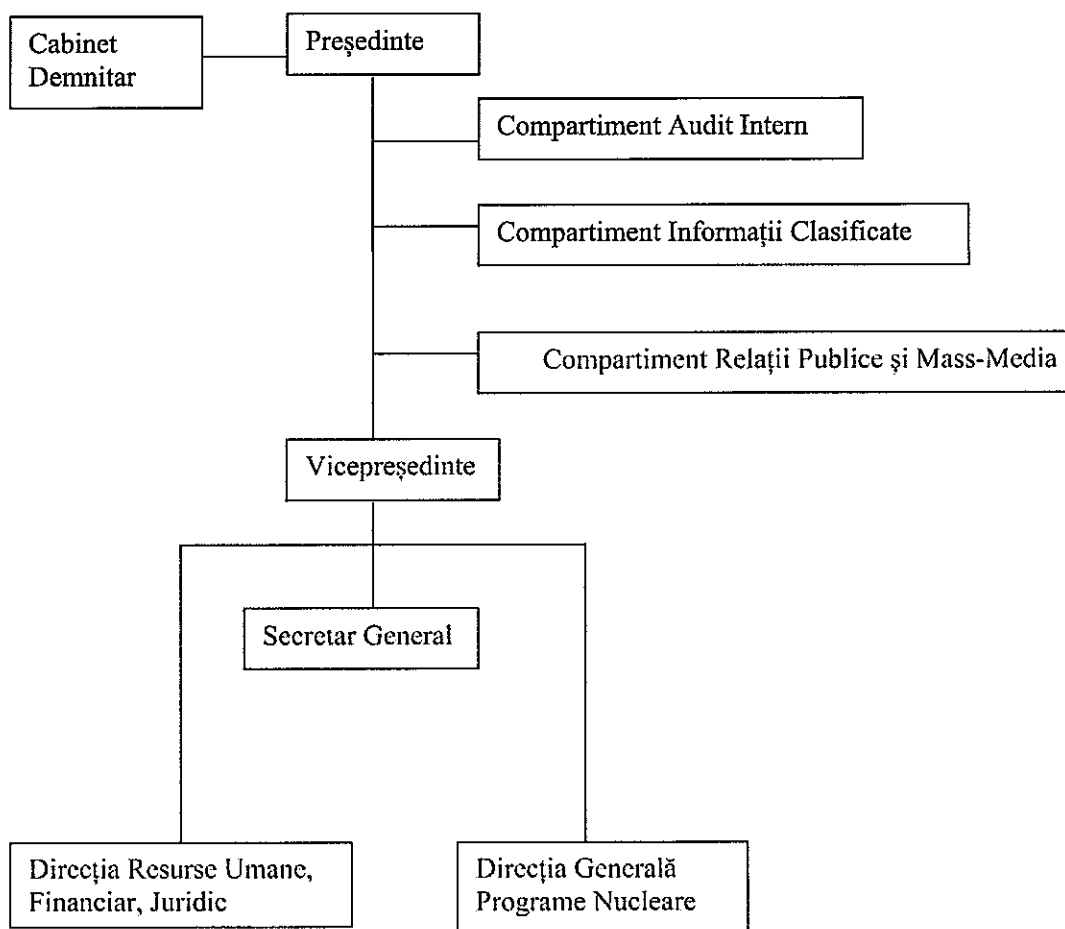 Cabinet
Demnitar
Președinte
Compartiment Audit Intern
Compartiment Informații Clasificate
Compartiment Relații Publice și Mass-Media
Vicepreședinte
Secretar General
Direcția Resurse Umane,
Financiar, Juridic
Direcția Generală
Programe Nucleare